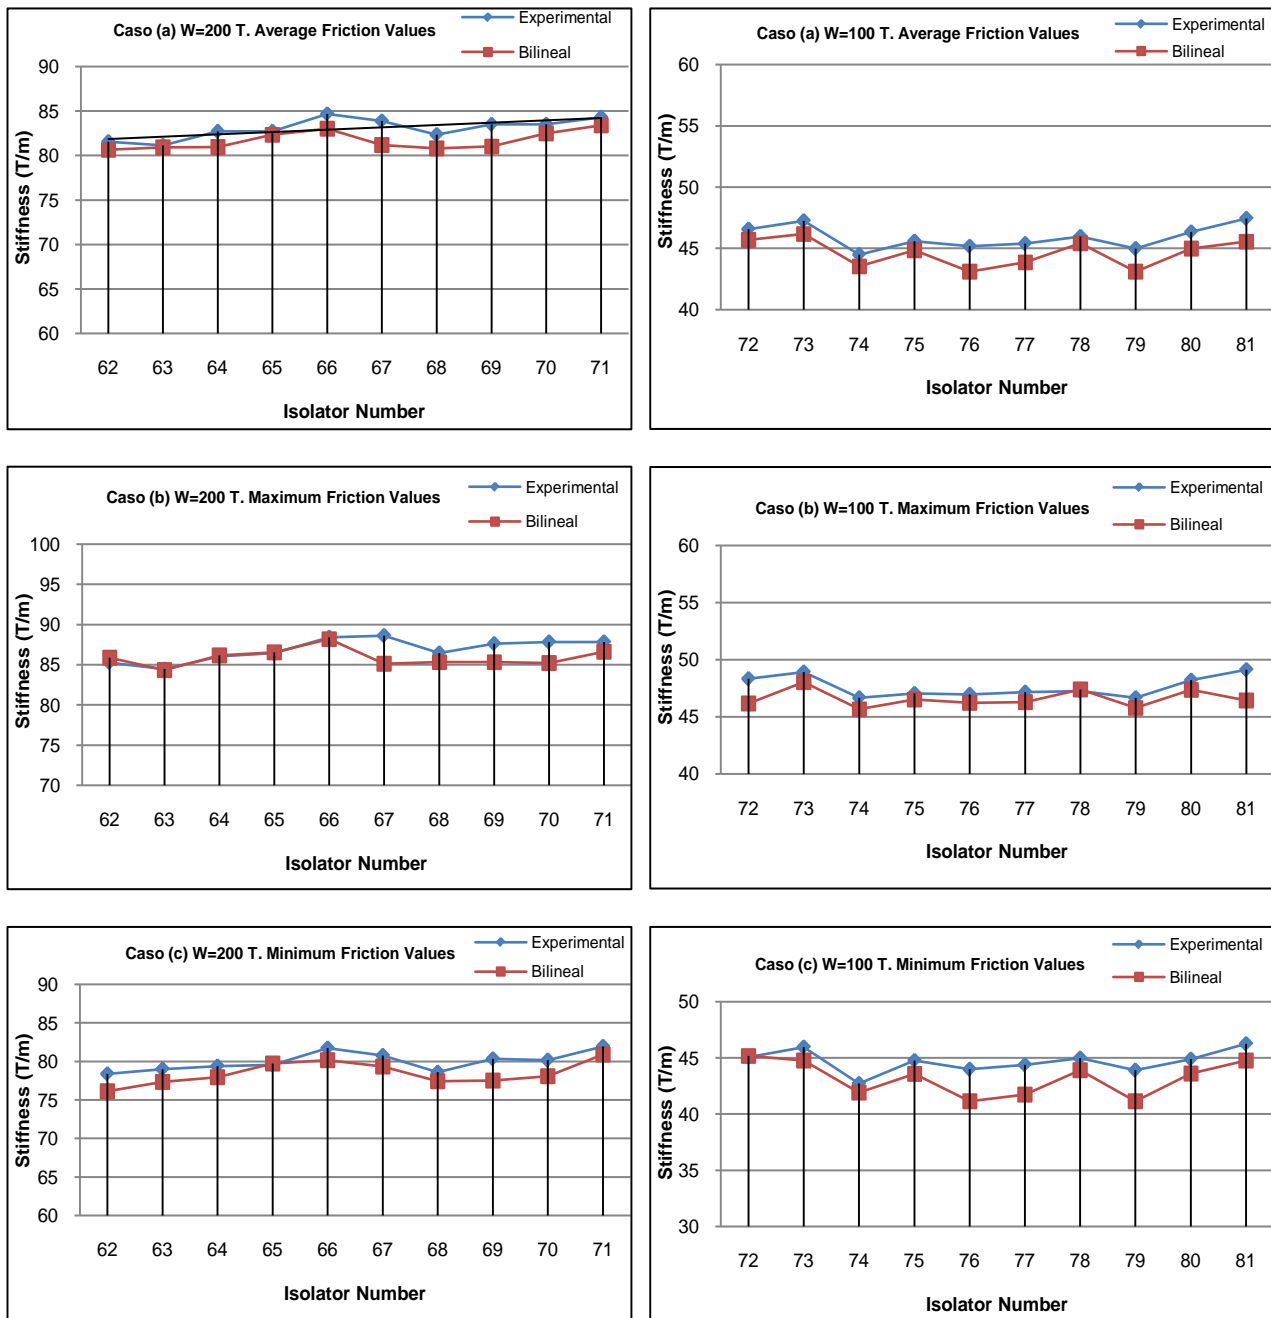 Caso (a) W=200 T. Average Friction Values
Experimental
Bilineal
90
85
80
75
70
65
60
Stiffness (T/m)
62 63 64 65 66 67 68 69 70 71
Isolator Number
Caso (a) W=100 T. Average Friction Values
Experimental
Bilineal
60
55
50
45
40
Stiffness (T/m)
72 73 74 75 76 77 78 79 80 81
Isolator Number
Caso (b) W=200 T. Maximum Friction Values
Experimental
Bilineal
100
95
90
85
80
75
70
Stiffness (T/m)
62 63 64 65 66 67 68 69 70 71
Isolator Number
Caso (b) W=100 T. Maximum Friction Values
Experimental
Bilineal
60
55
50
45
40
Stiffness (T/m)
72 73 74 75 76 77 78 79 80 81
Isolator Number
Caso (c) W=200 T. Minimum Friction Values
Experimental
Bilineal
90
85
80
75
70
65
60
Stiffness (T/m)
62 63 64 65 66 67 68 69 70 71
Isolator Number
Caso (c) W=100 T. Minimum Friction Values
Experimental
Bilineal
50
45
40
35
30
Stiffness (T/m)
72 73 74 75 76 77 78 79 80 81
Isolator Number